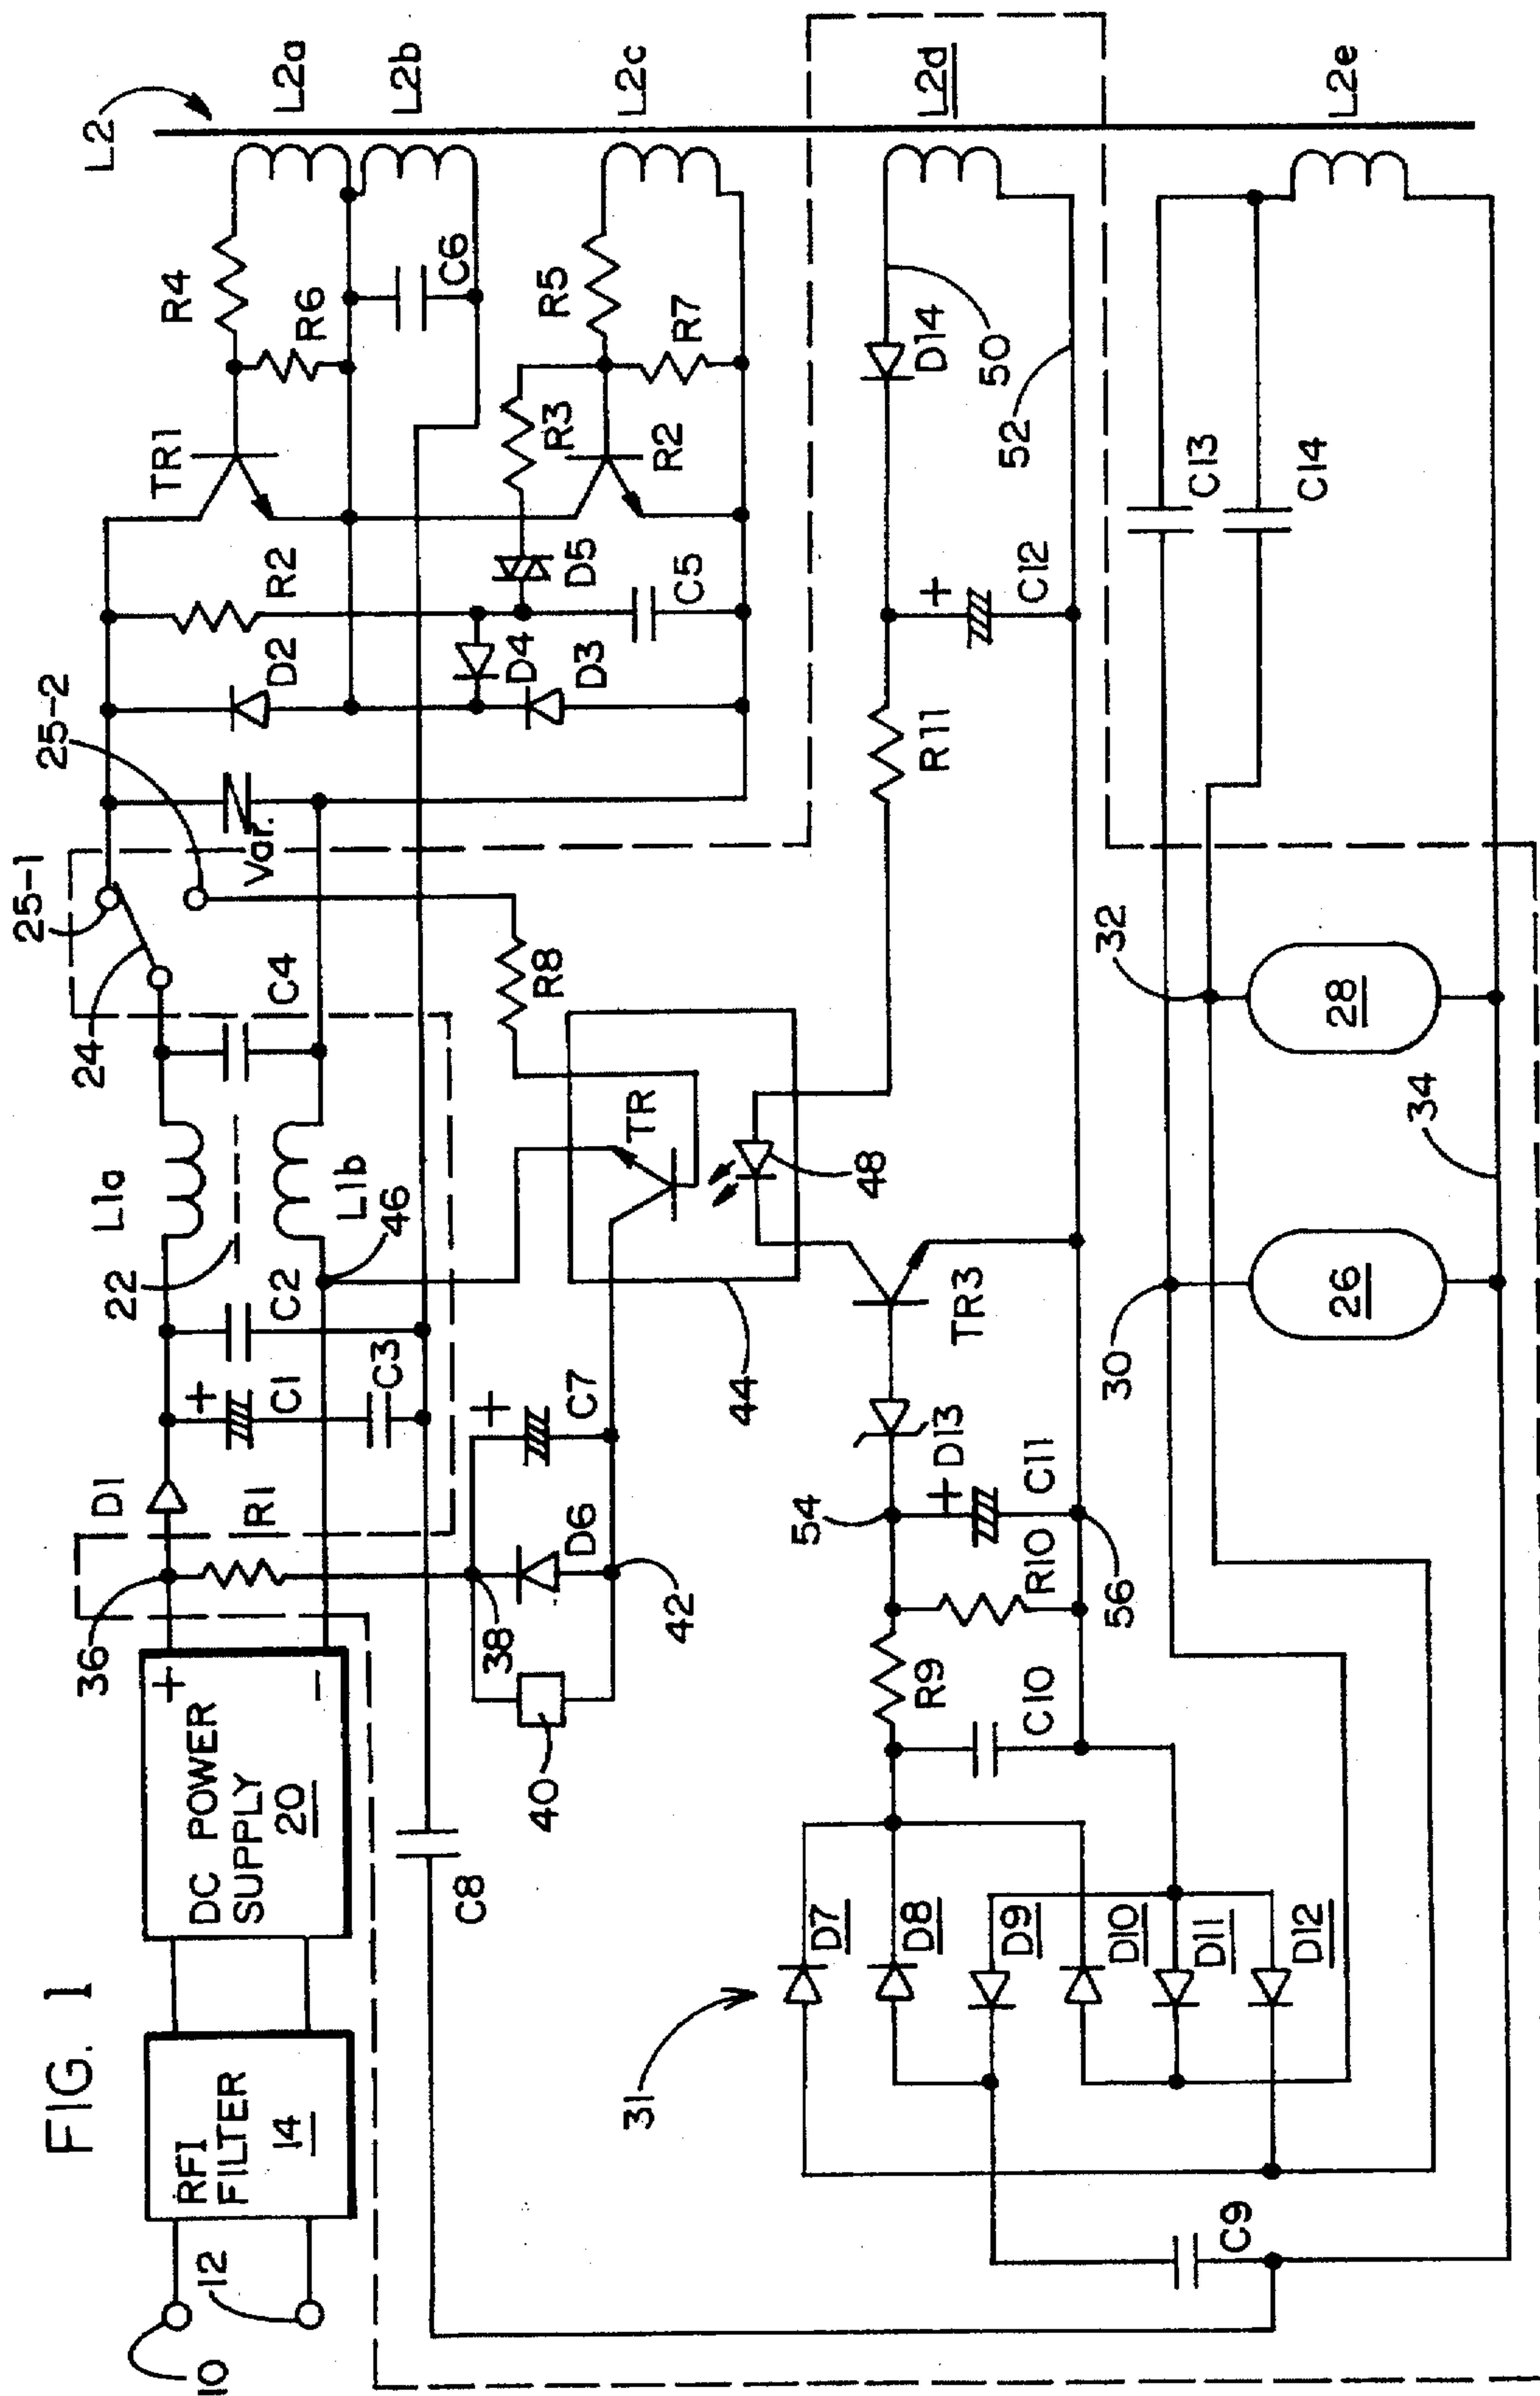 FIG. 1
10
12
RFI
FILTER
14
DC POWER
SUPPLY
20
+
−
36
R1
D1
+
C1
C3
C2
22
L1a
L1b
46
24
C4
25-1
25-2
Var.
D2
R2
D4
D3
D5
C5
TR1
R3
R2
R4
R6
C6
R5
R7
L2
L2a
L2b
L2c
L2d
L2e
C8
40
38
42
D6
+
C7
44
TR
R8
48
R11
+
C12
D14
50
52
31
D7
D8
D9
D10
D11
D12
C9
C10
R9
R10
54
56
+
C11
D13
TR3
30
26
34
32
28
C13
C14